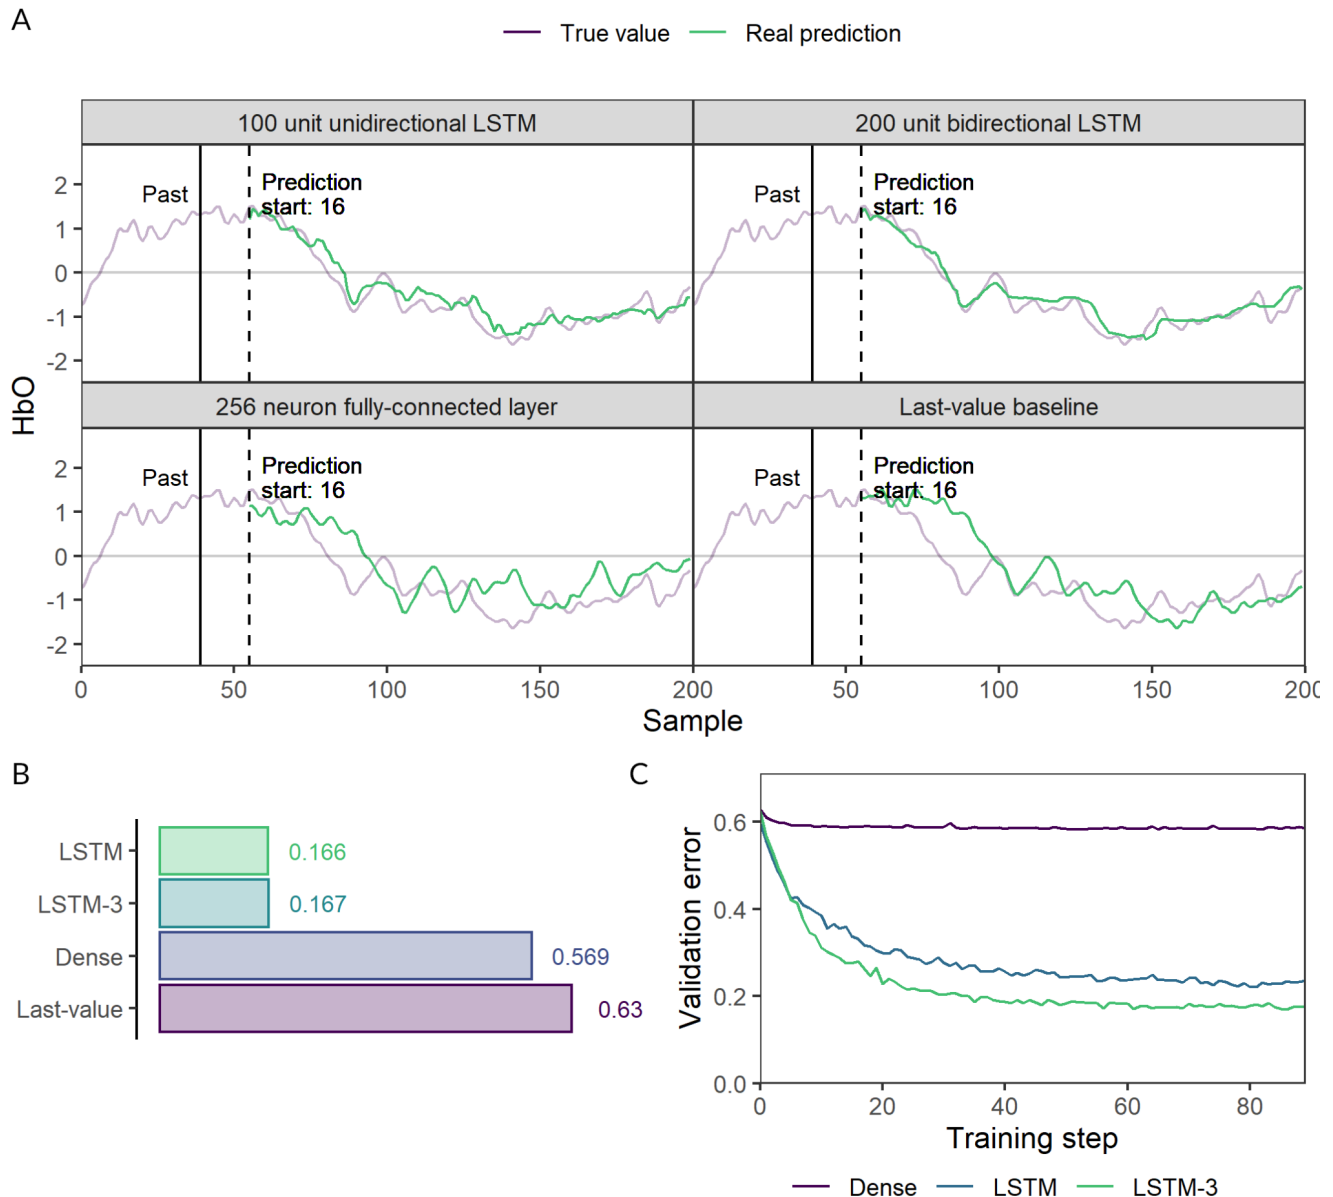 A
True value
Real prediction
100 unit unidirectional LSTM
200 unit bidirectional LSTM
HbO
2
1
0
-1
-2
Past
Prediction
start: 16
Past
Prediction
start: 16
256 neuron fully-connected layer
Last-value baseline
2
1
0
-1
-2
Past
Prediction
start: 16
Past
Prediction
start: 16
0
50
100
150
200
50
100
150
200
Sample
B
LSTM
0.166
LSTM-3
0.167
Dense
0.569
Last-value
0.63
C
Validation error
0.6
0.4
0.2
0.0
0
20
40
60
80
Training step
Dense
LSTM
LSTM-3